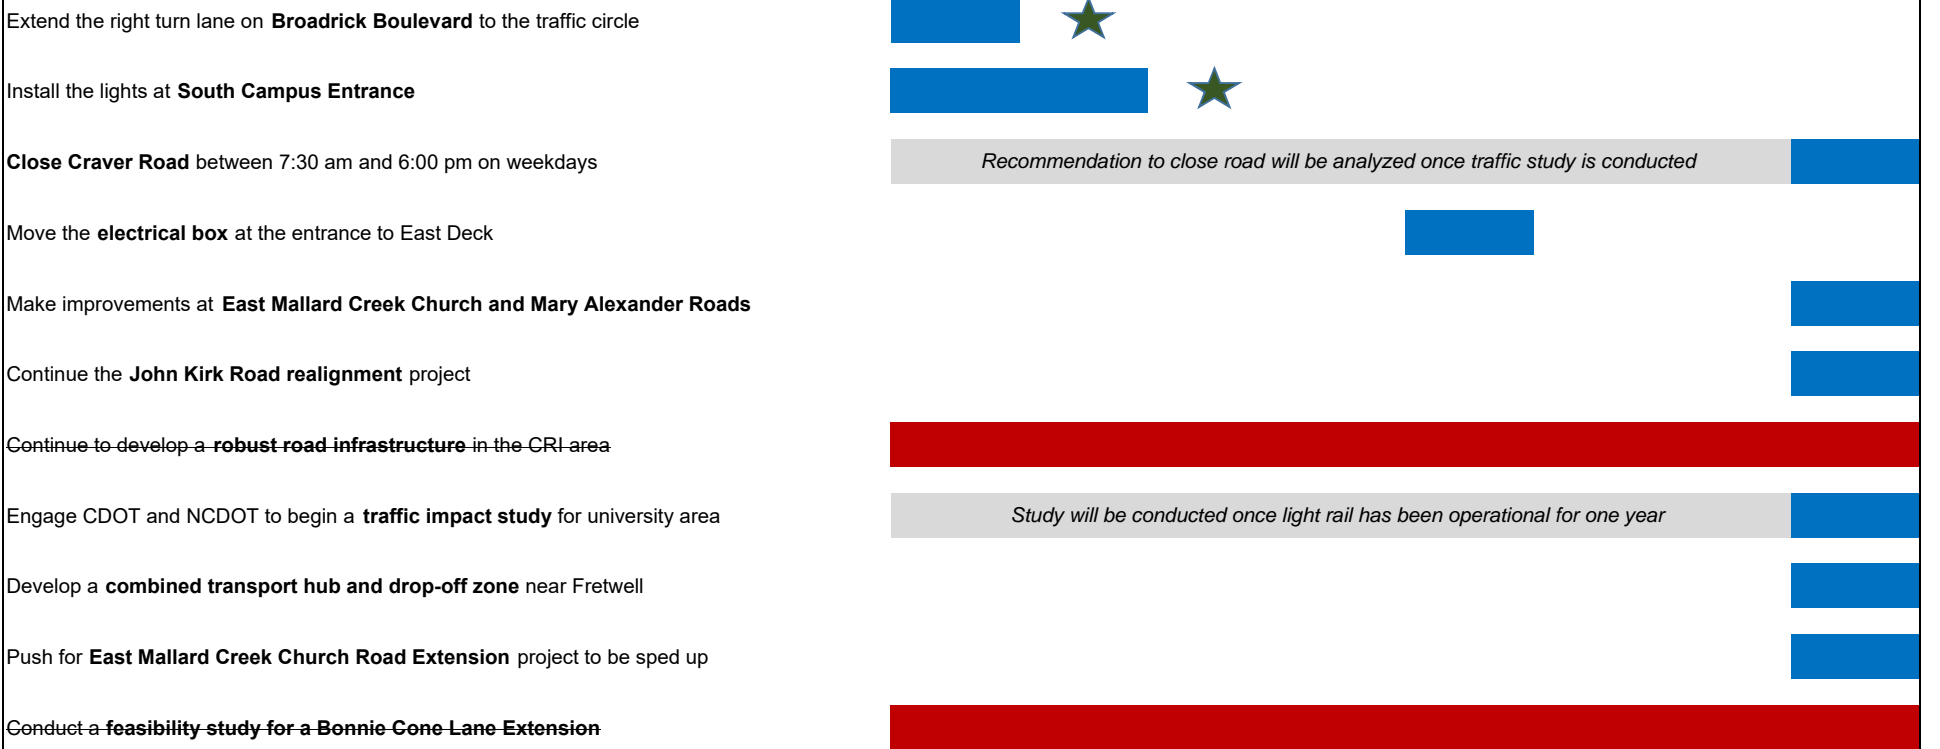 Extend the right turn lane on Broadrick Boulevard to the traffic circle
Install the lights at South Campus Entrance
Close Craver Road between 7:30 am and 6:00 pm on weekdays
Recommendation to close road will be analyzed once traffic study is conducted
Move the electrical box at the entrance to East Deck
Make improvements at East Mallard Creek Church and Mary Alexander Roads
Continue the John Kirk Road realignment project
Continue to develop a robust road infrastructure in the CRI area
Engage CDOT and NCDOT to begin a traffic impact study for university area
Study will be conducted once light rail has been operational for one year
Develop a combined transport hub and drop-off zone near Fretwell
Push for East Mallard Creek Church Road Extension project to be sped up
Conduct a feasibility study for a Bonnie Cone Lane Extension